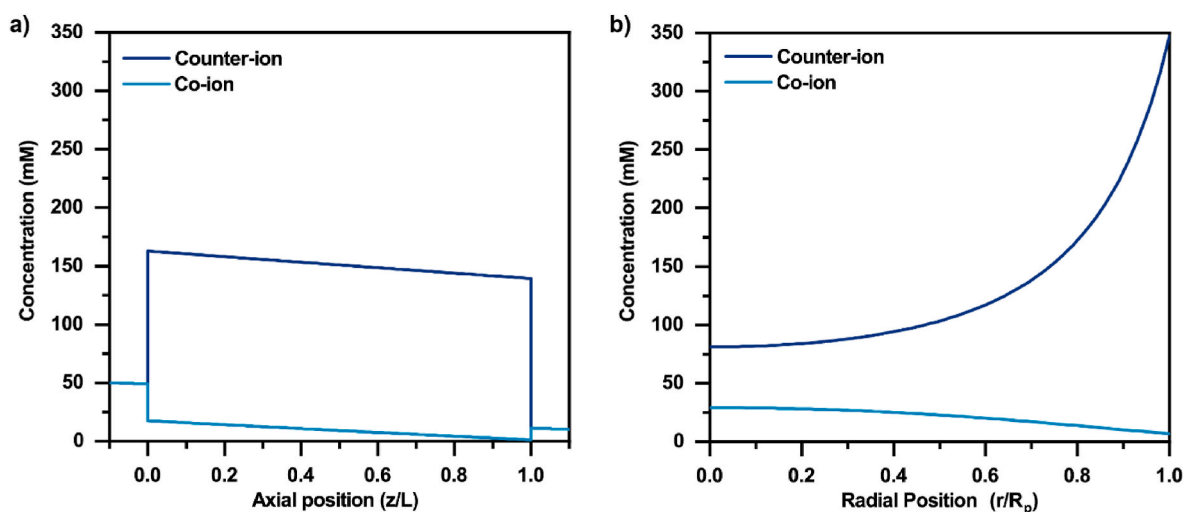 a)
Counter-ion
Co-ion
Concentration (mM)
350
300
250
200
150
100
50
0
0.0 0.2 0.4 0.6 0.8 1.0
Axial position (z/L)
b)
Counter-ion
Co-ion
Concentration (mM)
350
300
250
200
150
100
50
0
0.0 0.2 0.4 0.6 0.8 1.0
Radial Position (r/Rp)